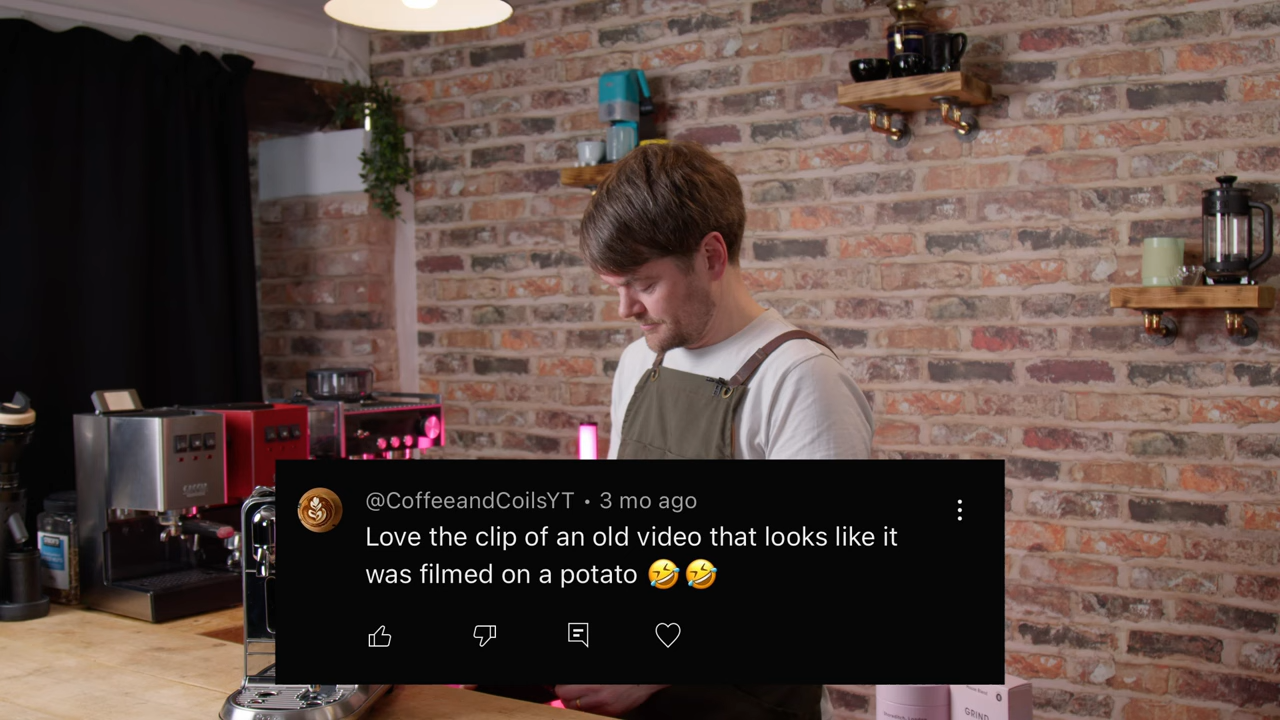 @CoffeeandCoilsYT • 3 mo ago
Love the clip of an old video that looks like it
was filmed on a potato 🤣🤣
GRIND